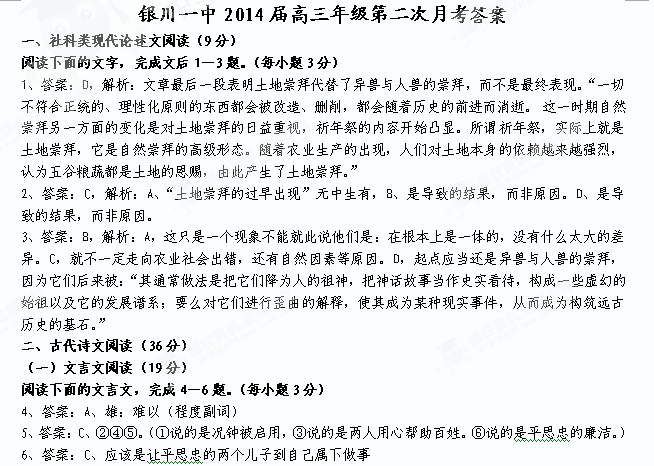 银川一中2014届高三年级第二次月考答案
一、社科类现代论述文阅读（9分）
阅读下面的文字，完成文后1—3题。（每小题3分）
1、答案：D，解析：文章最后一段表明土地崇拜代替了异兽与人兽的崇拜，而不是最终表现。“一切
不符合正统的、理性化原则的东西都会被改造、删削，都会随着历史的前进而消逝。 这一时期自然
崇拜另一方面的变化是对土地崇拜的日益重视，祈年祭的内容开始凸显。所谓祈年祭，实际上就是
土地崇拜，它是自然崇拜的高级形态。随着农业生产的出现，人们对土地本身的依赖越来越强烈，
认为五谷粮蔬都是土地的恩赐，由此产生了土地崇拜。”
2、答案：C，解析：A、“土地崇拜的过早出现”无中生有，B、是导致的结果，而非原因。D、是导
致的结果，而非原因。
3、答案：B，解析：A，这只是一个现象不能就此说他们是：在根本上是一体的，没有什么太大的差
异。C，就不一定走向农业社会出错，还有自然因素等原因。D，起点应当还是异兽与人兽的崇拜，
因为它们后来被：“其通常做法是把它们降为人的祖神，把神话故事当作史实看待，构成一些虚幻的
始祖以及它的发展谱系；要么对它们进行歪曲的解释，使其成为某种现实事件，从而成为构筑远古
历史的基石。”
二、古代诗文阅读（36分）
（一）文言文阅读（19分）
阅读下面的文言文，完成4—6题。（每小题3分）
4、答案：A、雄：难以（程度副词）
5、答案：C、②④⑤。（①说的是况钟被启用，③说的是两人用心帮助百姓。⑥说的是平思忠的廉洁。）
6、答案：C、应该是让平思忠的两个儿子到自己属下做事